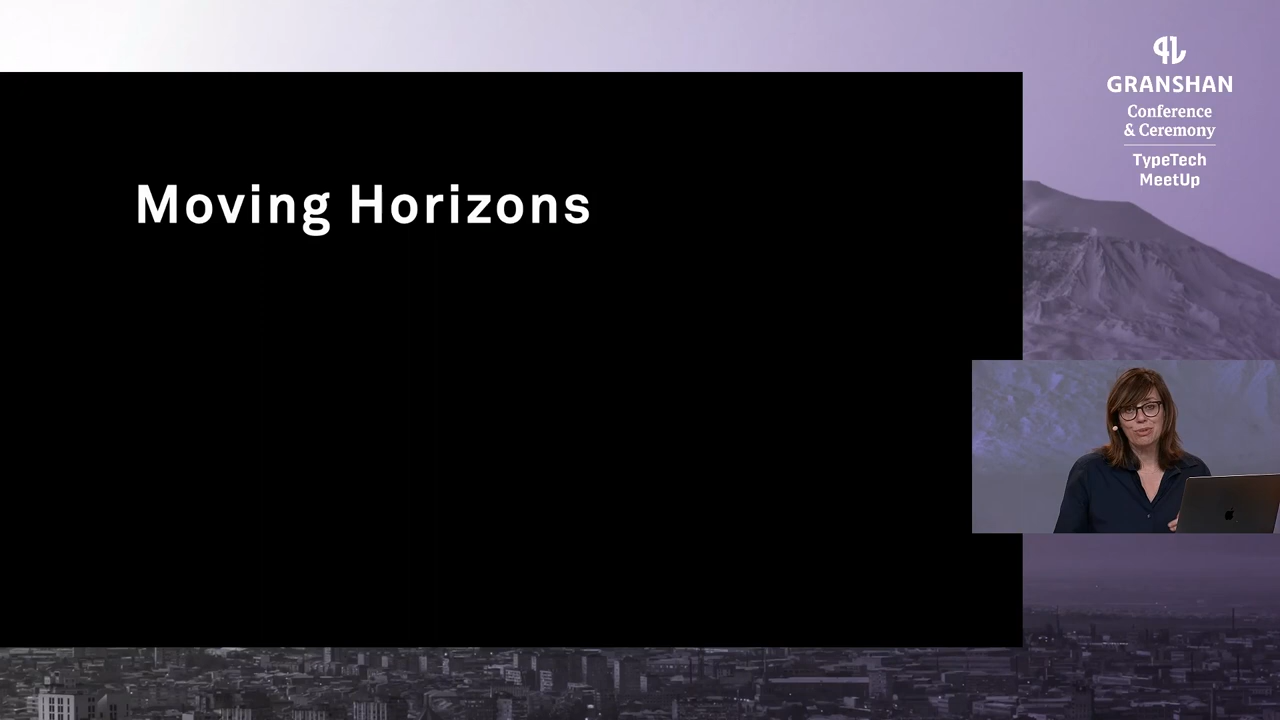 Moving Horizons
GRANSHAN
Conference
& Ceremony
TypeTech
MeetUp